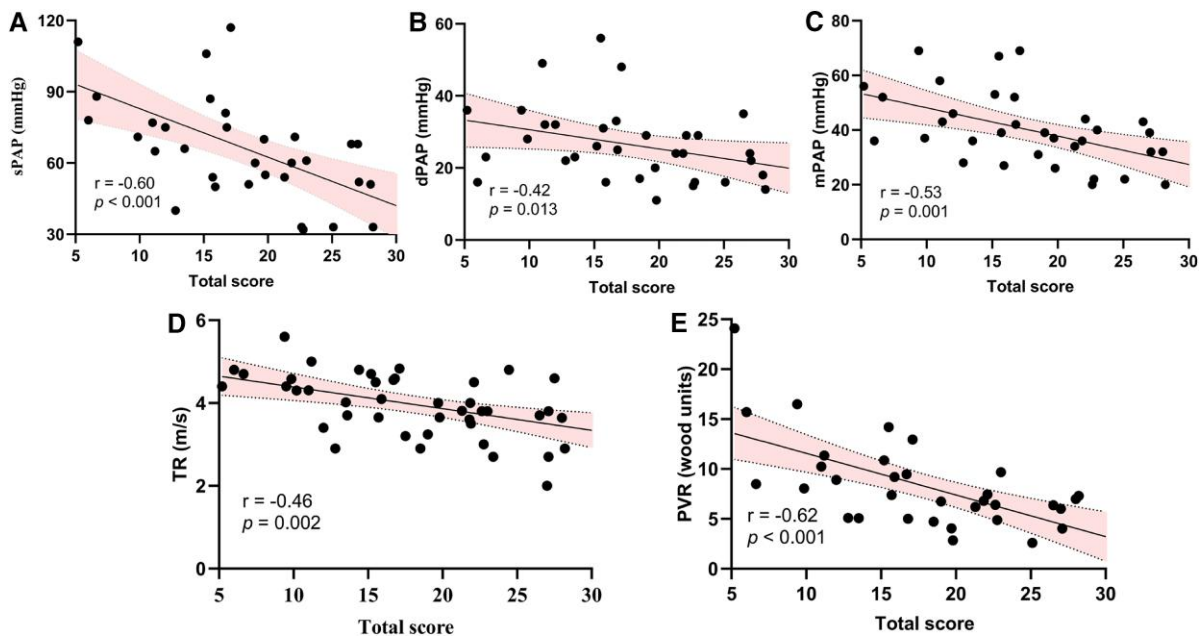 A
sPAP (mmHg)
120
90
60
30
r = -0.60
p < 0.001
5 10 15 20 25 30
Total score
B
dPAP (mmHg)
60
40
20
0
r = -0.42
p = 0.013
5 10 15 20 25 30
Total score
C
mPAP (mmHg)
80
60
40
20
0
r = -0.53
p = 0.001
5 10 15 20 25 30
Total score
D
TR (m/s)
6
4
2
0
r = -0.46
p = 0.002
5 10 15 20 25 30
Total score
E
PVR (wood units)
25
20
15
10
5
0
r = -0.62
p < 0.001
5 10 15 20 25 30
Total score